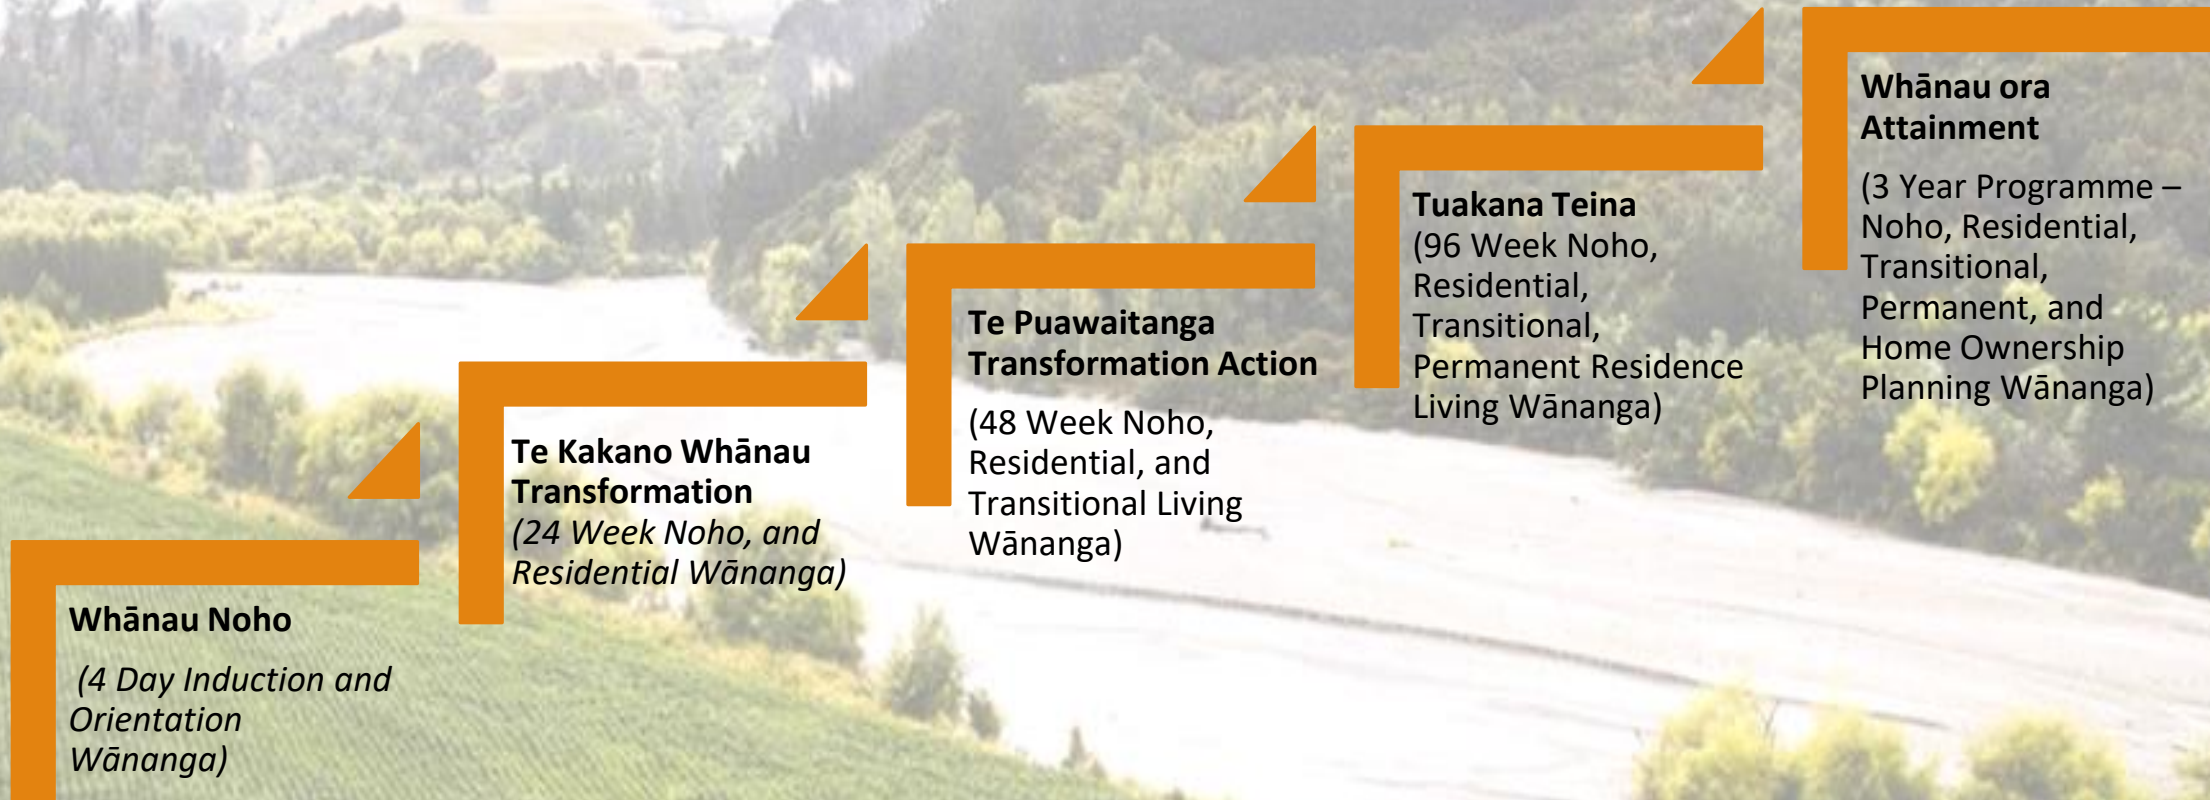 Whānau Noho
(4 Day Induction and
Orientation
Wānanga)
Te Kakano Whānau
Transformation
(24 Week Noho, and
Residential Wānanga)
Te Puawaitanga
Transformation Action
(48 Week Noho,
Residential, and
Transitional Living
Wānanga)
Tuakana Teina
(96 Week Noho,
Residential,
Transitional,
Permanent Residence
Living Wānanga)
Whānau ora
Attainment
(3 Year Programme –
Noho, Residential,
Transitional,
Permanent, and
Home Ownership
Planning Wānanga)